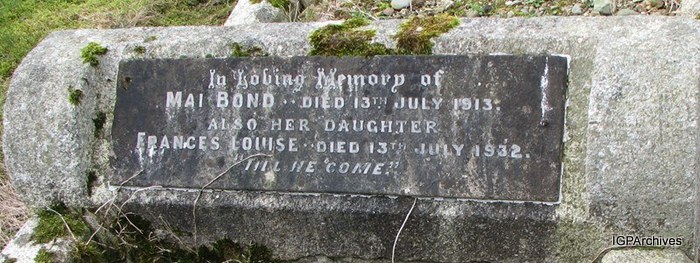 In Loving Memory of
MAI BOND .. DIED 13TH JULY 1913.
ALSO HER DAUGHTER
FRANCES LOUISE .. DIED 13TH JULY 1932.
"TILL HE COME."
IGPArchives